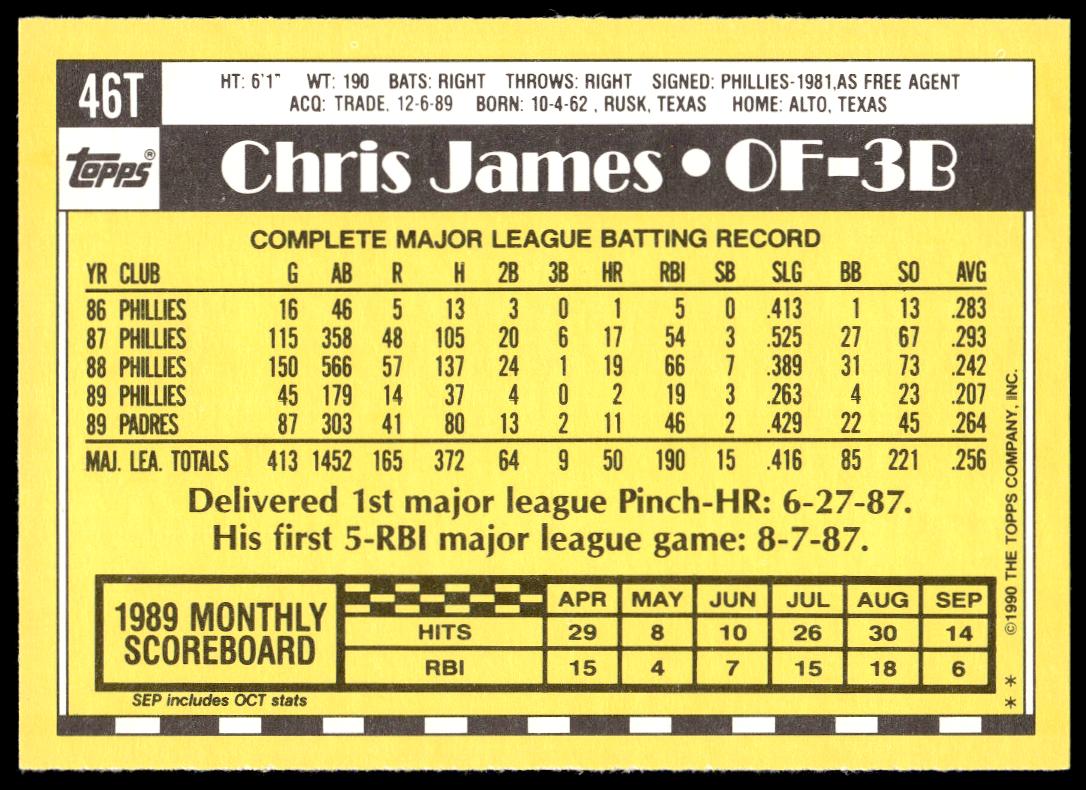 46T
HT: 6'1" WT: 190 BATS: RIGHT THROWS: RIGHT SIGNED: PHILLIES-1981,AS FREE AGENT
ACQ: TRADE, 12-6-89 BORN: 10-4-62 , RUSK, TEXAS HOME: ALTO, TEXAS
TOPPS®
Chris James • OF-3B
COMPLETE MAJOR LEAGUE BATTING RECORD
YR CLUB G AB R H 2B 3B HR RBI SB SLG BB SO AVG
86 PHILLIES 16 46 5 13 3 0 1 5 0 .413 1 13 .283
87 PHILLIES 115 358 48 105 20 6 17 54 3 .525 27 67 .293
88 PHILLIES 150 566 57 137 24 1 19 66 7 .389 31 73 .242
89 PHILLIES 45 179 14 37 4 0 2 19 3 .263 4 23 .207
89 PADRES 87 303 41 80 13 2 11 46 2 .429 22 45 .264
MAJ. LEA. TOTALS 413 1452 165 372 64 9 50 190 15 .416 85 221 .256
Delivered 1st major league Pinch-HR: 6-27-87.
His first 5-RBI major league game: 8-7-87.
1989 MONTHLY
SCOREBOARD
APR MAY JUN JUL AUG SEP
HITS 29 8 10 26 30 14
RBI 15 4 7 15 18 6
SEP includes OCT stats
* * ©1990 THE TOPPS COMPANY, INC.